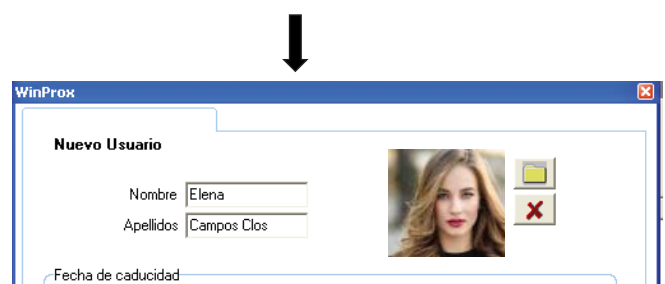 WinProx
Nuevo Usuario
Nombre Elena
Apellidos Campos Clos
Fecha de caducidad